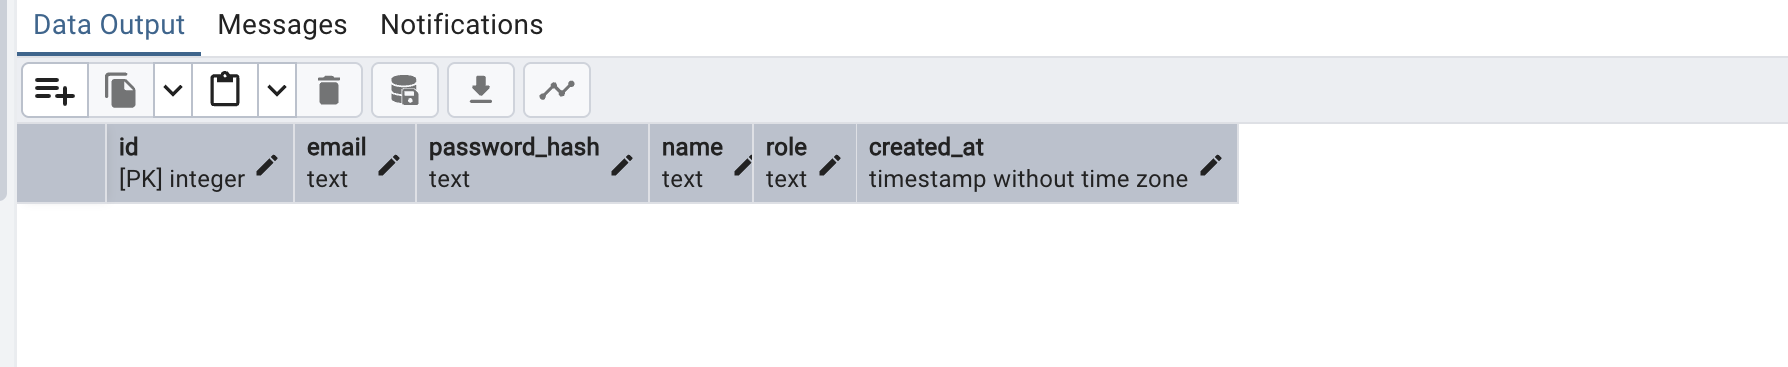 Data Output Messages Notifications
id email password_hash name role created_at
[PK] integer text text text text timestamp without time zone